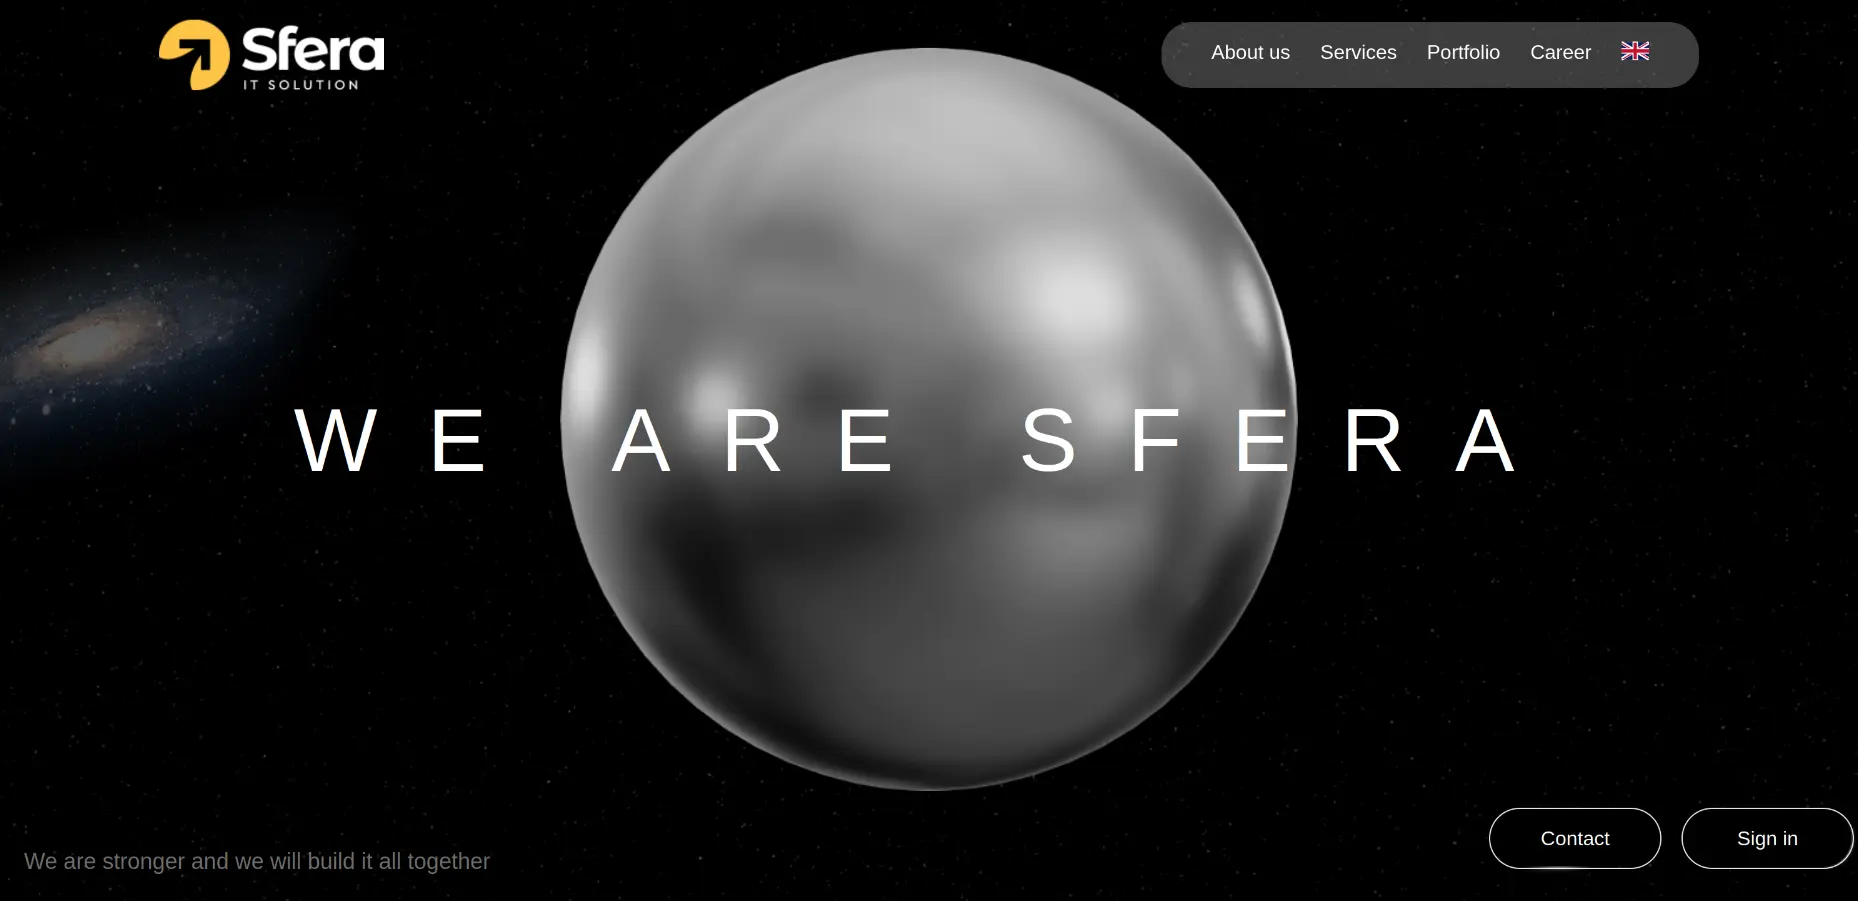 Sfera
IT SOLUTION
About us Services Portfolio Career
WE ARE SFERA
We are stronger and we will build it all together
Contact Sign in